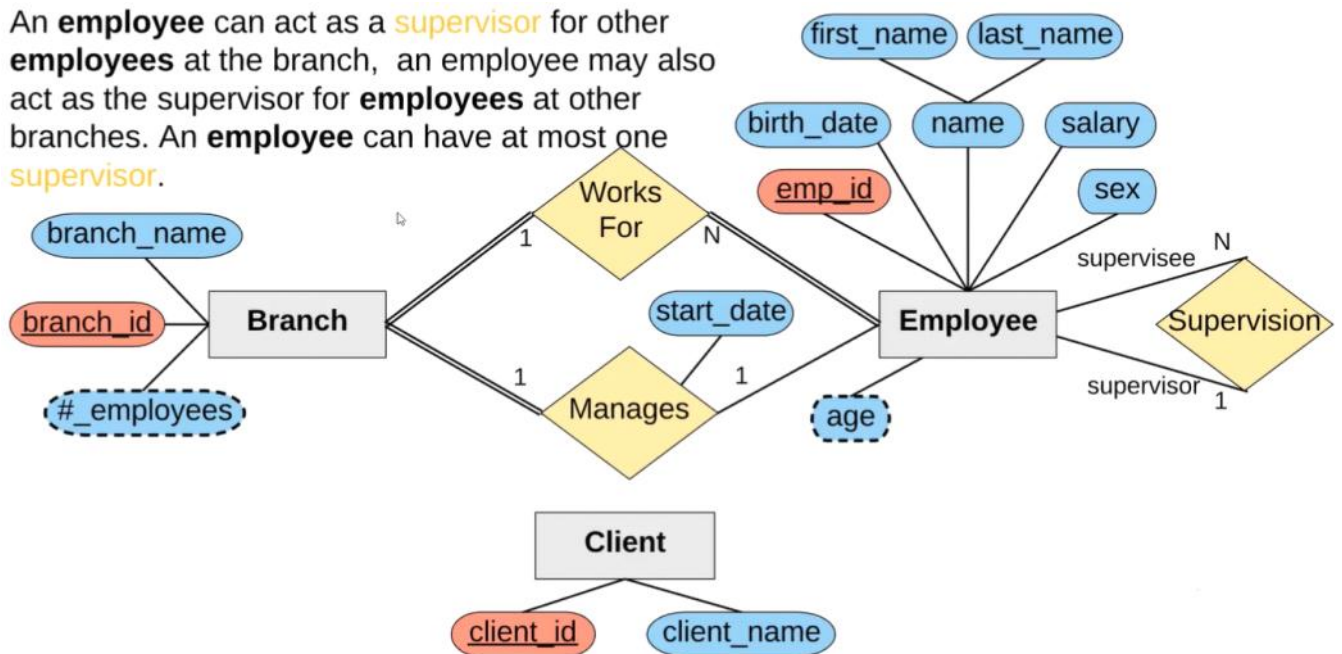 An employee can act as a supervisor for other
employees at the branch, an employee may also
act as the supervisor for employees at other
branches. An employee can have at most one
supervisor.
first_name
last_name
birth_date
name
salary
emp_id
sex
Works
For
1
N
branch_name
branch_id
#_employees
Branch
start_date
Manages
1
1
Employee
age
supervisee
N
Supervision
supervisor
1
Client
client_id
client_name